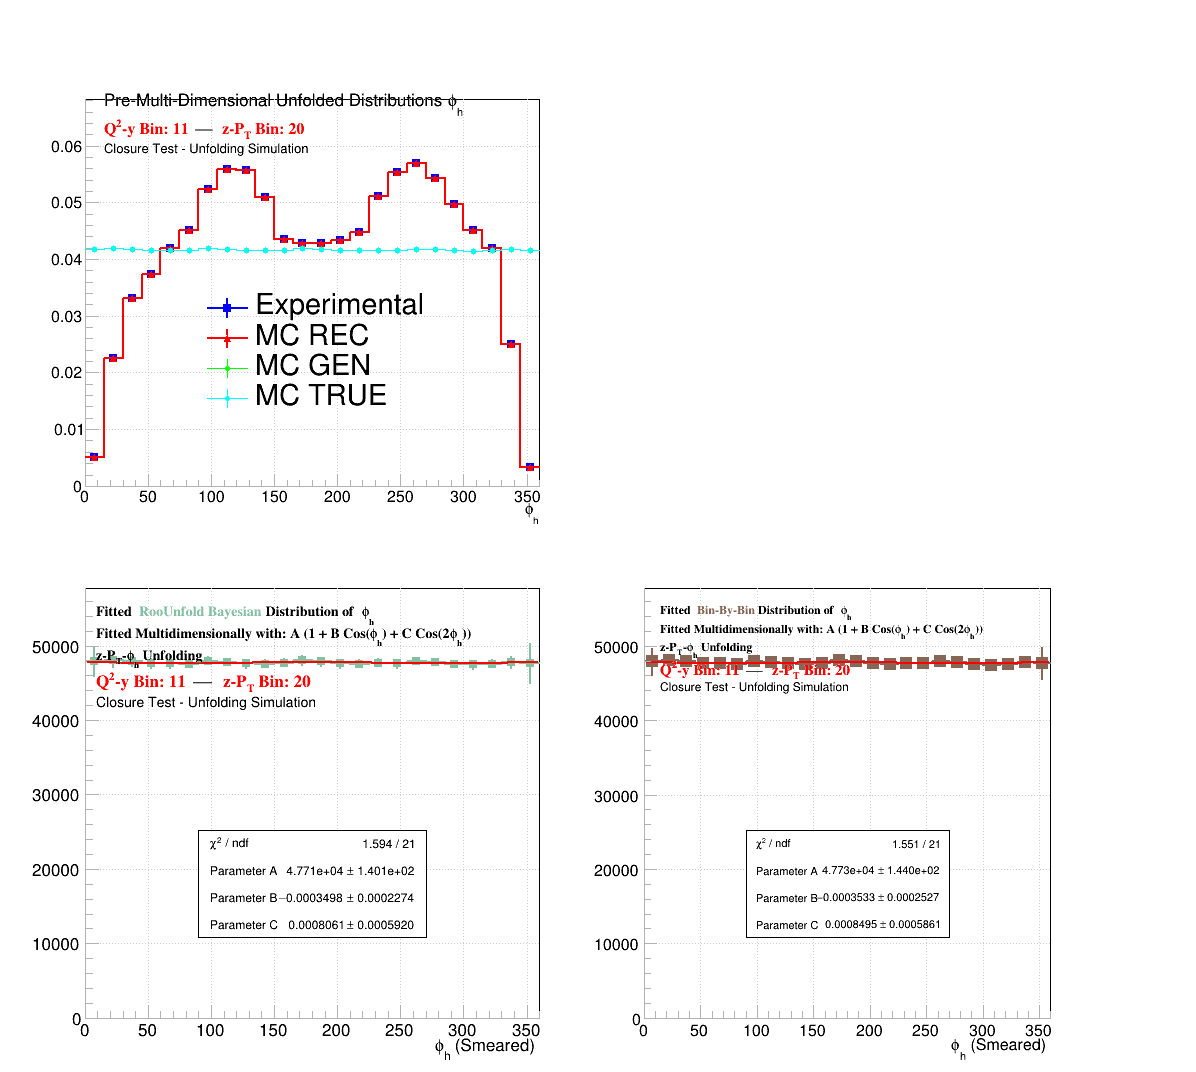 Pre-Multi-Dimensional Unfolded Distributions ϕh
Q2-y Bin: 11 — z-PT Bin: 20
Closure Test - Unfolding Simulation
0.06
0.05
0.04
0.03
0.02
0.01
0
Experimental
MC REC
MC GEN
MC TRUE
0 50 100 150 200 250 300 350
ϕh
Fitted RooUnfold Bayesian Distribution of ϕh
Fitted Multidimensionally with: A (1 + B Cos(ϕh) + C Cos(2ϕh))
z-PT-ϕh Unfolding
Q2-y Bin: 11 — z-PT Bin: 20
Closure Test - Unfolding Simulation
50000
40000
30000
20000
10000
0
χ2 / ndf 1.594 / 21
Parameter A 4.771e+04 ± 1.401e+02
Parameter B −0.0003498 ± 0.0002274
Parameter C 0.0008061 ± 0.0005920
0 50 100 150 200 250 300 350
ϕh (Smeared)
Fitted Bin-By-Bin Distribution of ϕh
Fitted Multidimensionally with: A (1 + B Cos(ϕh) + C Cos(2ϕh))
z-PT-ϕh Unfolding
Q2-y Bin: 11 — z-PT Bin: 20
Closure Test - Unfolding Simulation
50000
40000
30000
20000
10000
0
χ2 / ndf 1.551 / 21
Parameter A 4.773e+04 ± 1.440e+02
Parameter B −0.0003533 ± 0.0002527
Parameter C 0.0008495 ± 0.0005861
0 50 100 150 200 250 300 350
ϕh (Smeared)